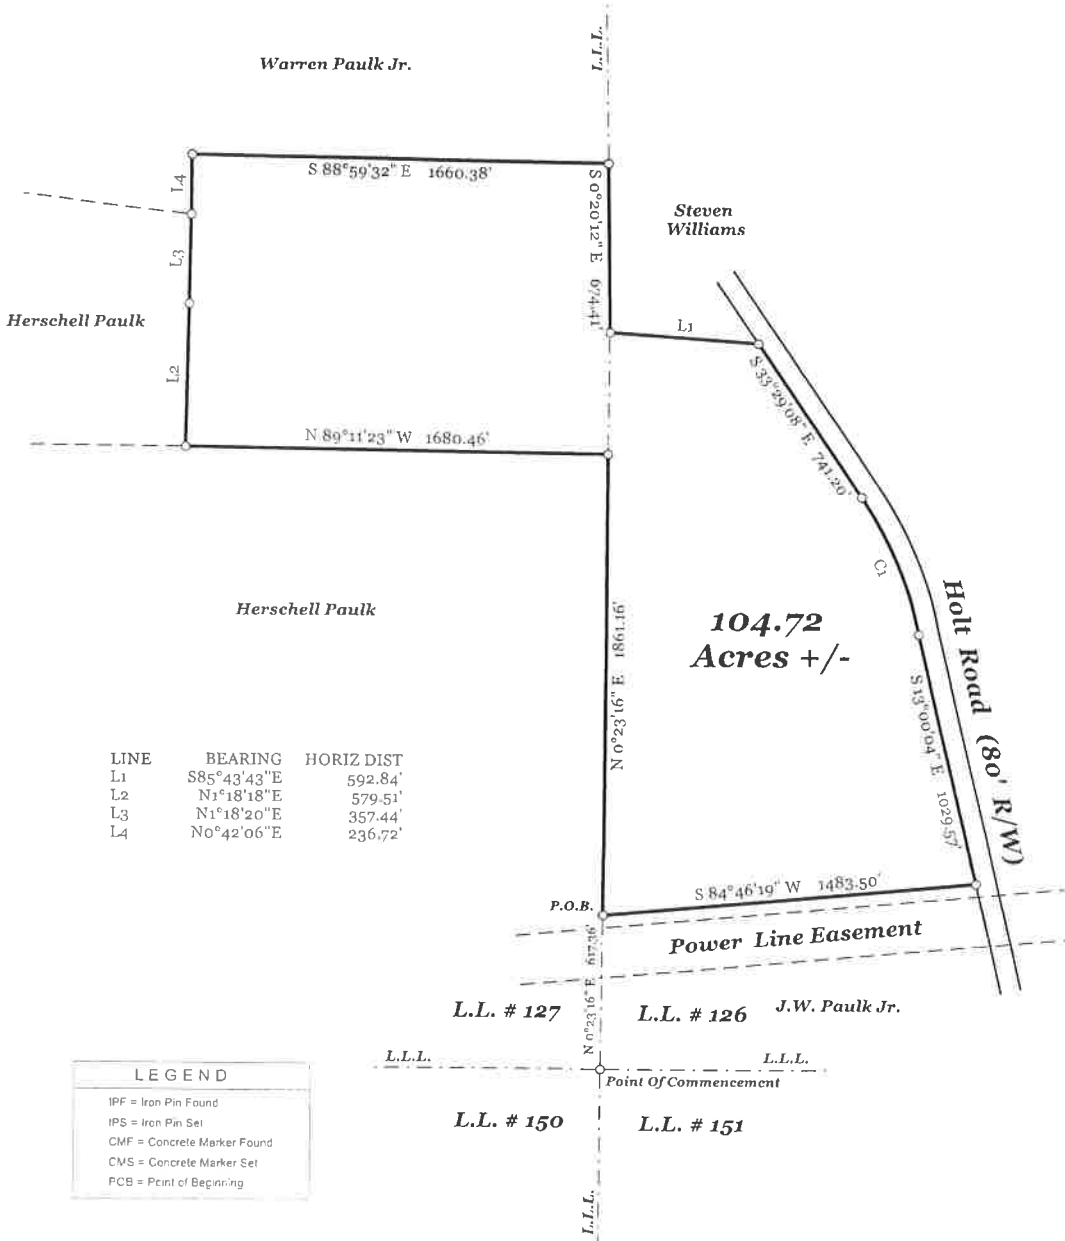 L.L.L.
Warren Paulk Jr.
S 88°59'32" E 1660.38'
L4
S 0°20'12" E 674.41'
Steven
Williams
L3
Herschell Paulk
L1
L2
S 33°29'08" E 741.20'
N 89°11'23" W 1680.46'
C1
Herschell Paulk
N 0°23'16" E 1861.16'
104.72
Acres +/-
Holt Road (80' R/W)
S 13°00'04" E 1029.57'
LINE BEARING HORIZ DIST
L1 S85°43'43"E 592.84'
L2 N1°18'18"E 579.51'
L3 N1°18'20"E 357.44'
L4 N0°42'06"E 236.72'
S 84°46'19" W 1483.50'
P.O.B.
Power Line Easement
N 0°23'16" E 617.36'
L.L. # 127
L.L. # 126
J.W. Paulk Jr.
L.L.L.
L.L.L.
Point Of Commencement
L.L. # 150
L.L. # 151
LEGEND
IPF = Iron Pin Found
IPS = Iron Pin Set
CMF = Concrete Marker Found
CMS = Concrete Marker Set
POB = Point of Beginning
L.L.L.